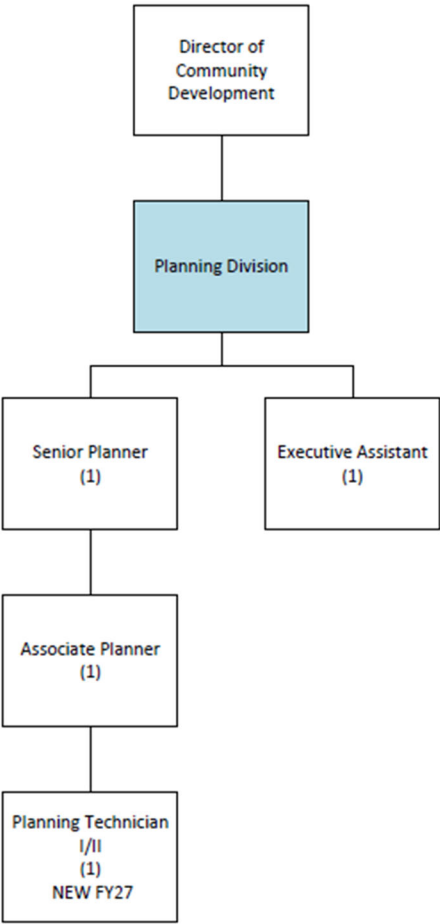 Director of
Community
Development
Planning Division
Senior Planner
(1)
Executive Assistant
(1)
Associate Planner
(1)
Planning Technician
I/II
(1)
NEW FY27